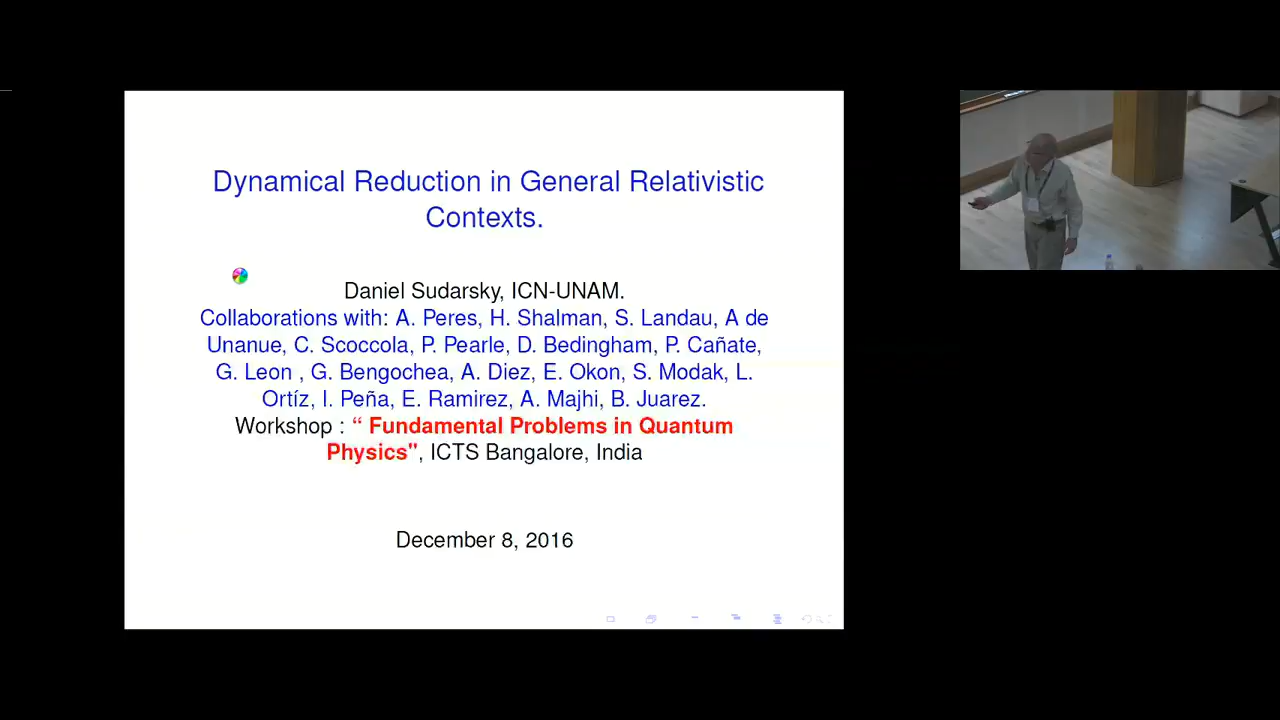 Dynamical Reduction in General Relativistic
Contexts.
Daniel Sudarsky, ICN-UNAM.
Collaborations with: A. Peres, H. Shalman, S. Landau, A de
Unanue, C. Scoccola, P. Pearle, D. Bedingham, P. Cañate,
G. Leon , G. Bengochea, A. Diez, E. Okon, S. Modak, L.
Ortíz, I. Peña, E. Ramirez, A. Majhi, B. Juarez.
Workshop : “ Fundamental Problems in Quantum
Physics", ICTS Bangalore, India
December 8, 2016